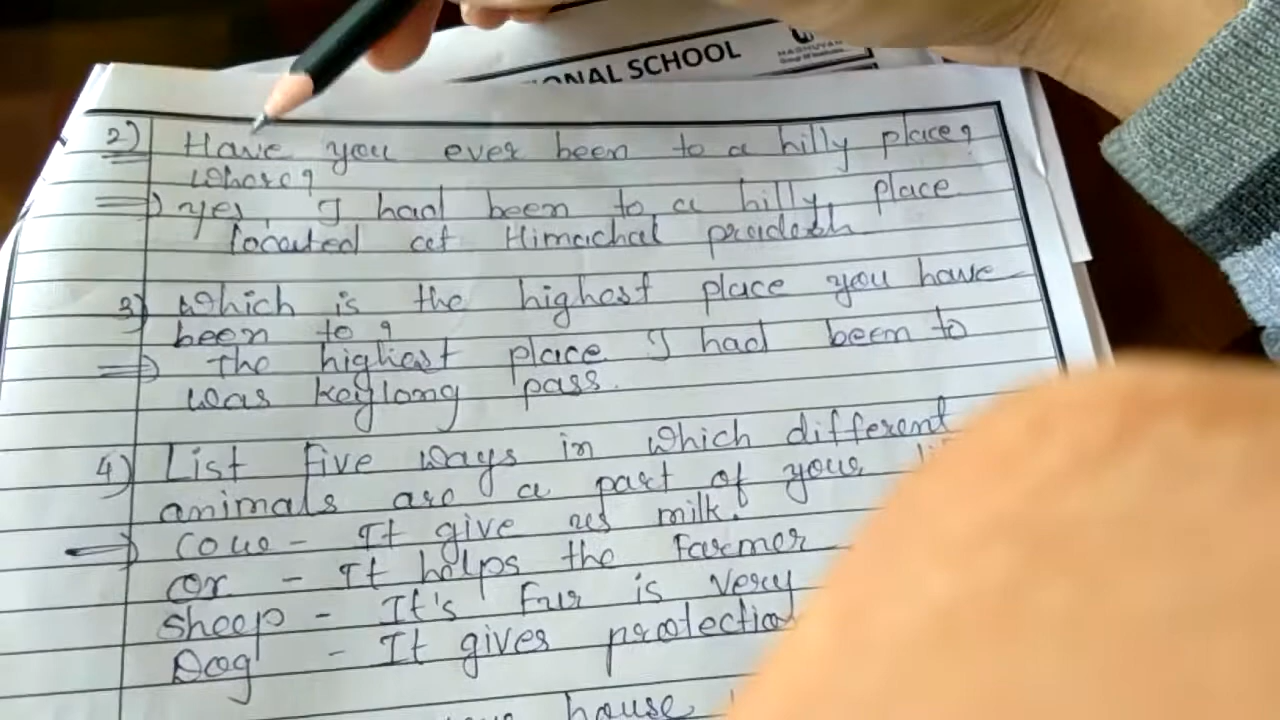 ONAL SCHOOL
2) Have you ever been to a hilly place?
where?
=> yes, I had been to a hilly place
located at Himachal pradesh
3) which is the highest place you have
been to?
=> The highest place I had been to
was keylong pass.
4) List Five ways in which different
animals are a part of your
=> Cow - It give us milk.
ox - It helps the Farmer
sheep - It's Fur is very
Dog - It gives protection
house